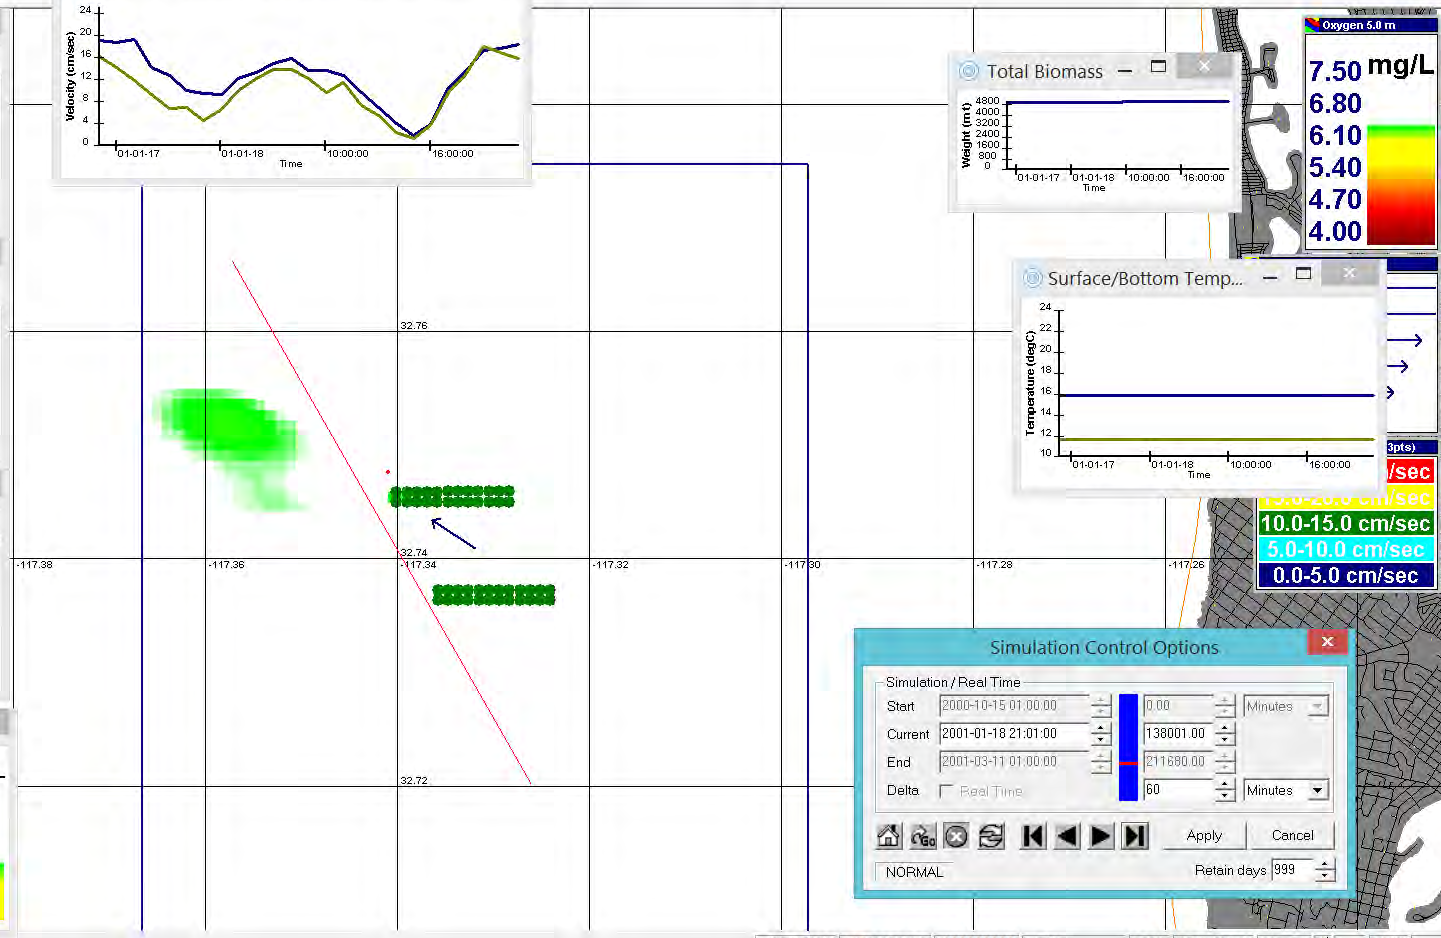 24
20
16
12
8
4
0
Velocity (cm/sec)
01-01-17 01-01-18 10:00:00 16:00:00
Time
Total Biomass
4800
4000
3200
2400
1600
800
0
Weight (mt)
01-01-17 01-01-18 10:00:00 16:00:00
Time
Oxygen 5.0 m
mg/L
7.50
6.80
6.10
5.40
4.70
4.00
Surface/Bottom Temp...
24
22
20
18
16
14
12
10
Temperature (degC)
01-01-17 01-01-18 10:00:00 16:00:00
Time
32.76
32.74
32.72
-117.38 -117.36 -117.34 -117.32 -117.30 -117.28 -117.26
3pts)
/sec
15.0-20.0 cm/sec
10.0-15.0 cm/sec
5.0-10.0 cm/sec
0.0-5.0 cm/sec
Simulation Control Options
Simulation / Real Time
Start 2000-10-15 01:00:00 0.00 Minutes
Current 2001-01-18 21:01:00 138001.00
End 2001-03-11 01:00:00 211680.00
Delta Real Time 60 Minutes
Go Apply Cancel
NORMAL Retain days 999